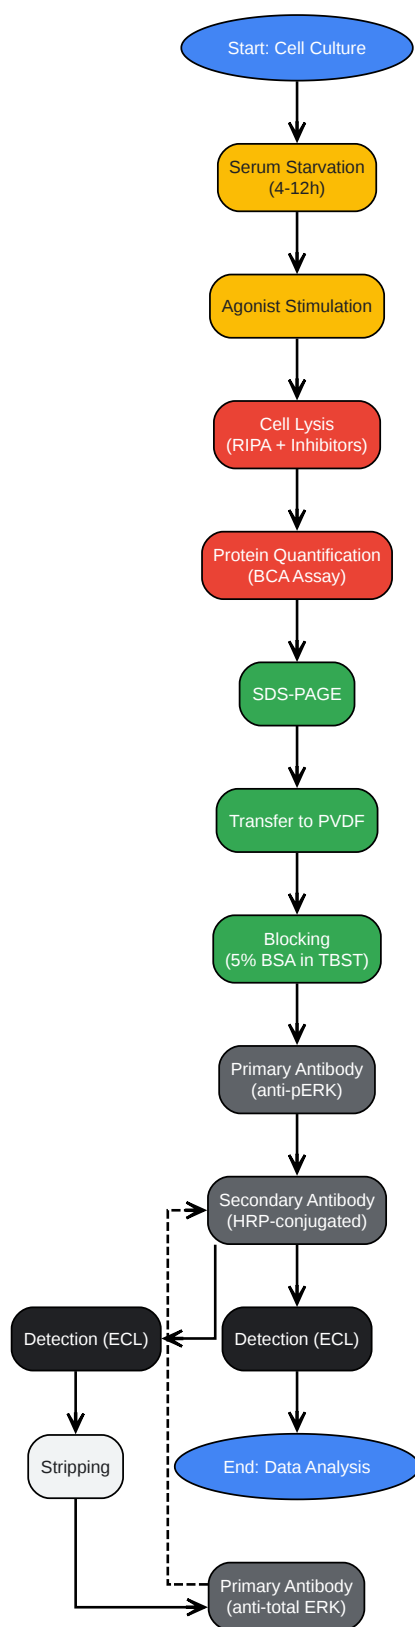 Start: Cell Culture
Serum Starvation
(4-12h)
Agonist Stimulation
Cell Lysis
(RIPA + Inhibitors)
Protein Quantification
(BCA Assay)
SDS-PAGE
Transfer to PVDF
Blocking
(5% BSA in TBST)
Primary Antibody
(anti-pERK)
Secondary Antibody
(HRP-conjugated)
Detection (ECL)
Detection (ECL)
Stripping
End: Data Analysis
Primary Antibody
(anti-total ERK)